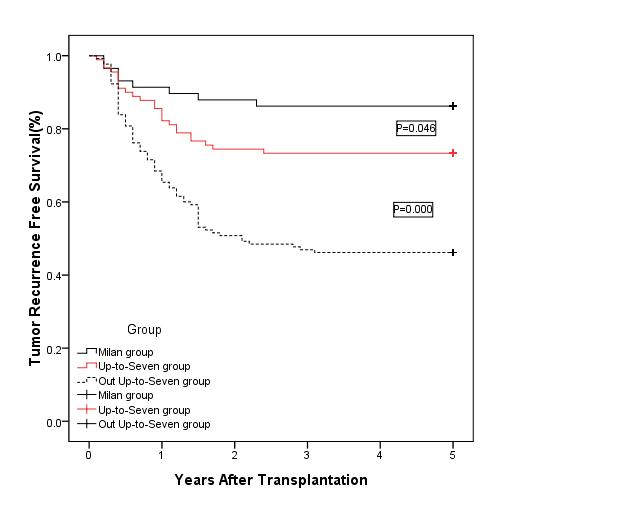 Tumor Recurrence Free Survival(%)
1.0
0.8
0.6
0.4
0.2
0.0
P=0.046
P=0.000
Group
Milan group
Up-to-Seven group
Out Up-to-Seven group
Milan group
Up-to-Seven group
Out Up-to-Seven group
0 1 2 3 4 5
Years After Transplantation